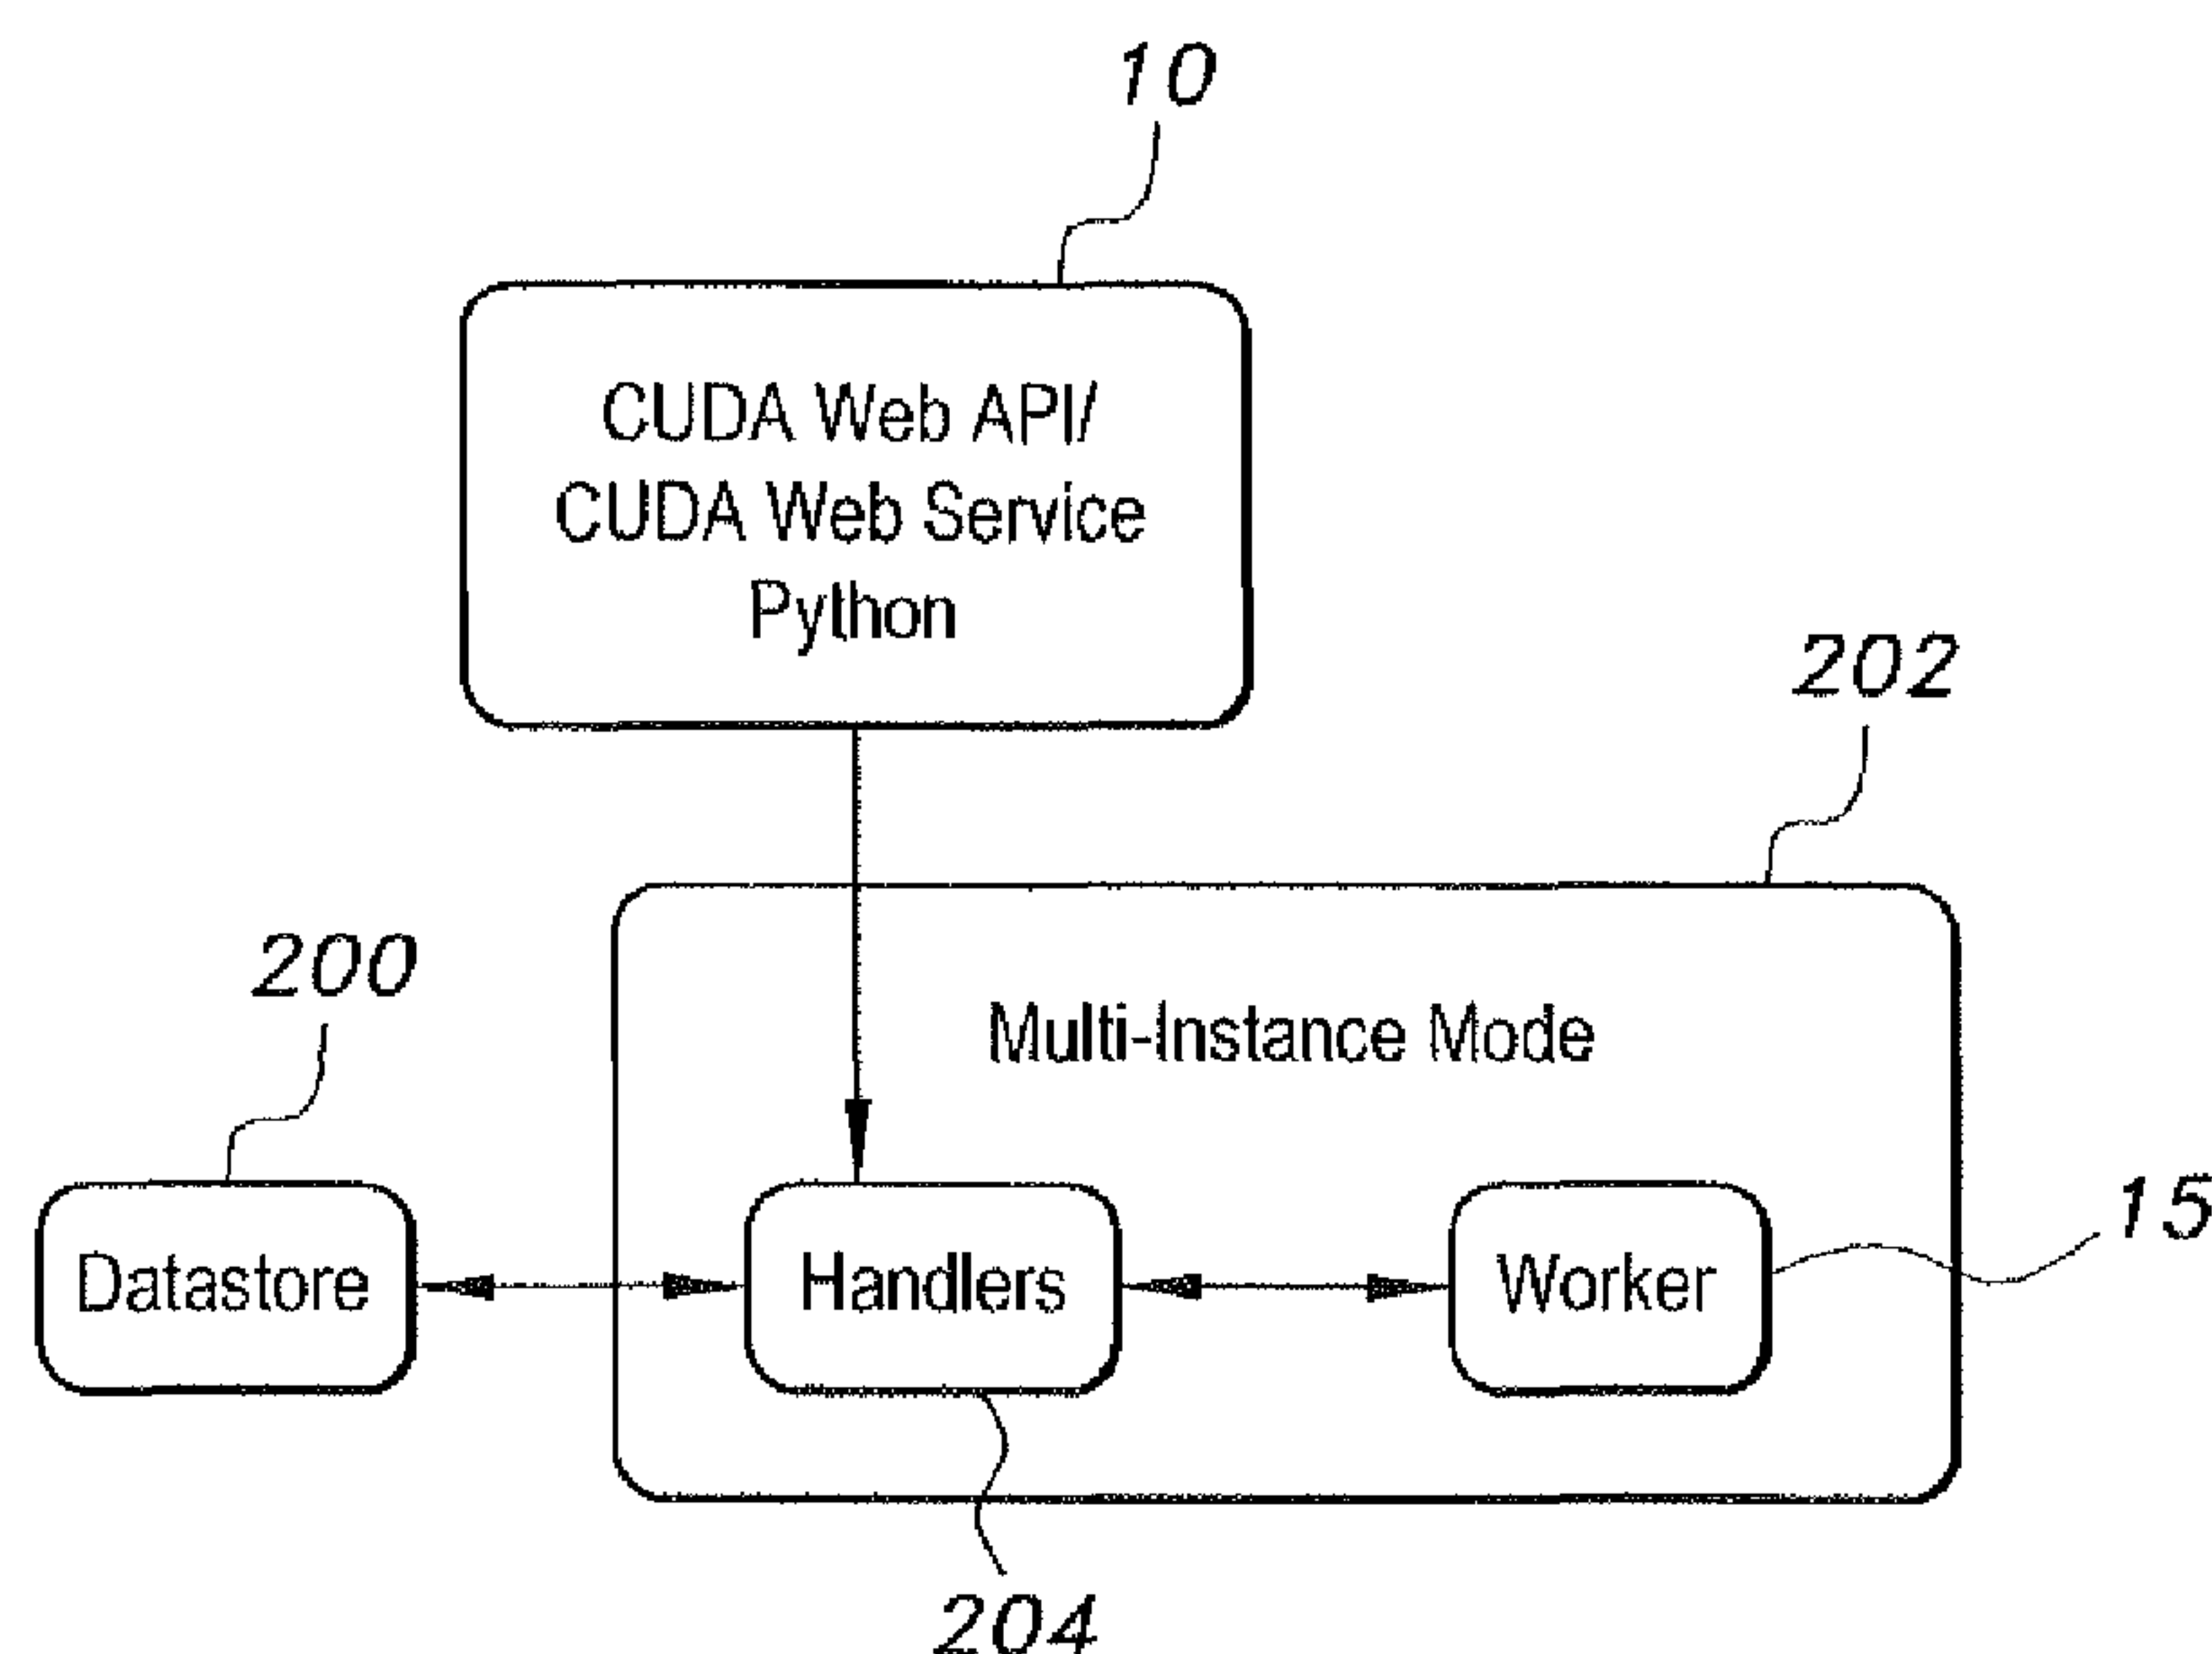 10
CUDA Web API/
CUDA Web Service
Python
202
200
Multi-Instance Mode
15
Datastore
Handlers
Worker
204